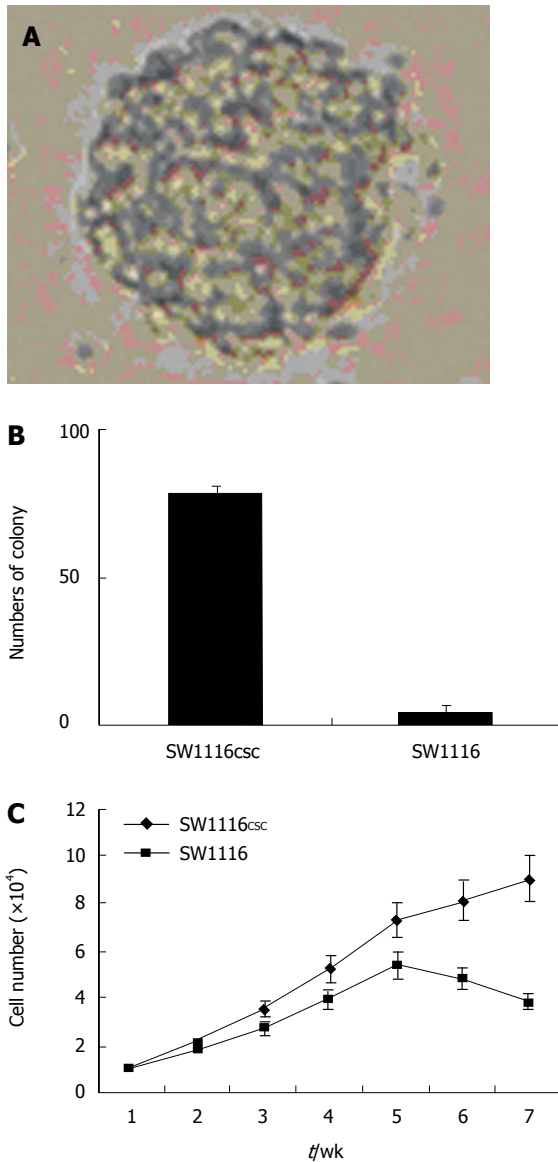 A
B
100
50
0
Numbers of colony
SW1116csc
SW1116
C
12
10
8
6
4
2
0
Cell number (×10⁴)
SW1116csc
SW1116
1 2 3 4 5 6 7
t/wk